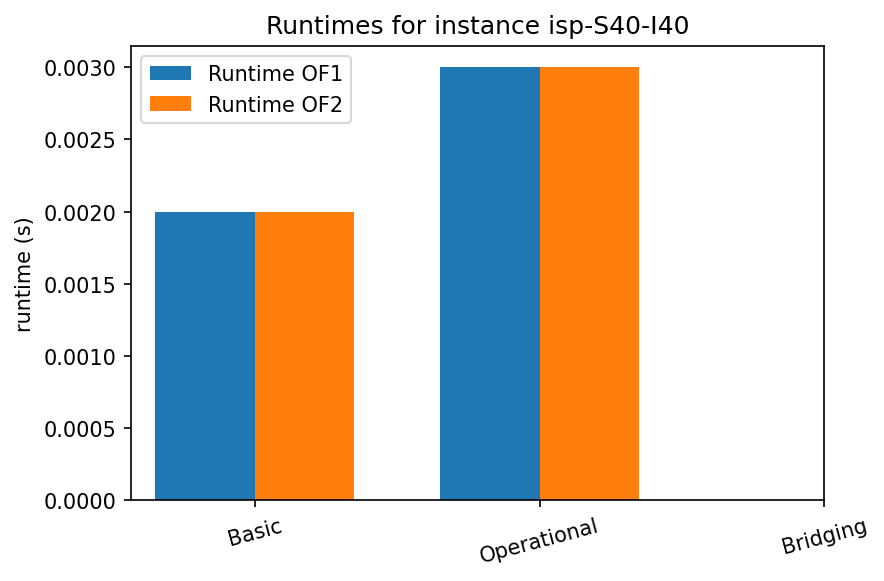 Runtimes for instance isp-S40-I40
Runtime OF1
Runtime OF2
runtime (s)
0.0030
0.0025
0.0020
0.0015
0.0010
0.0005
0.0000
Basic
Operational
Bridging